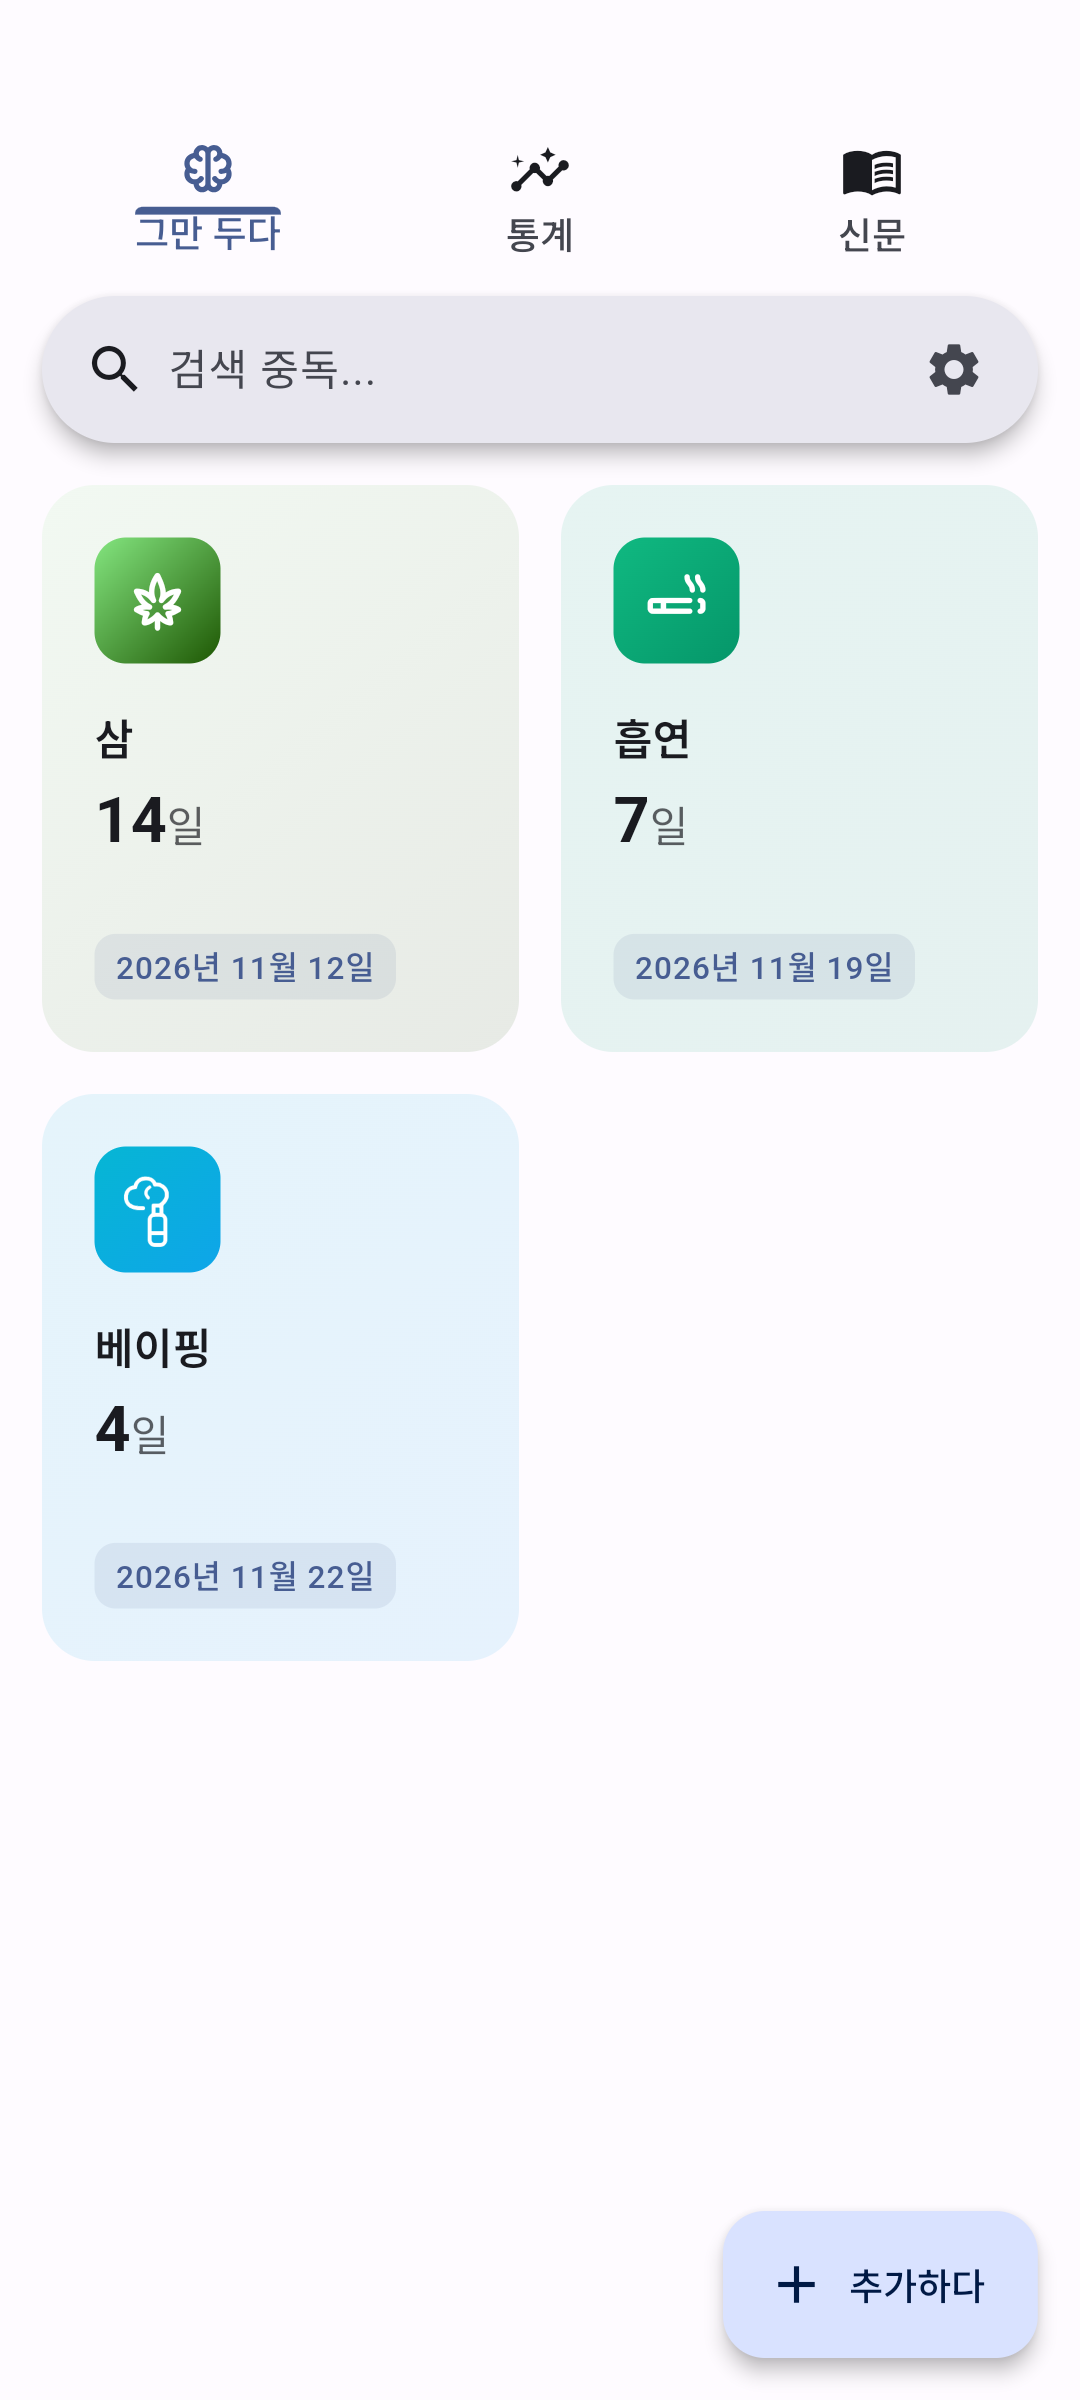 그만 두다
통계
신문
검색 중독...
삼
14일
2026년 11월 12일
흡연
7일
2026년 11월 19일
베이핑
4일
2026년 11월 22일
추가하다